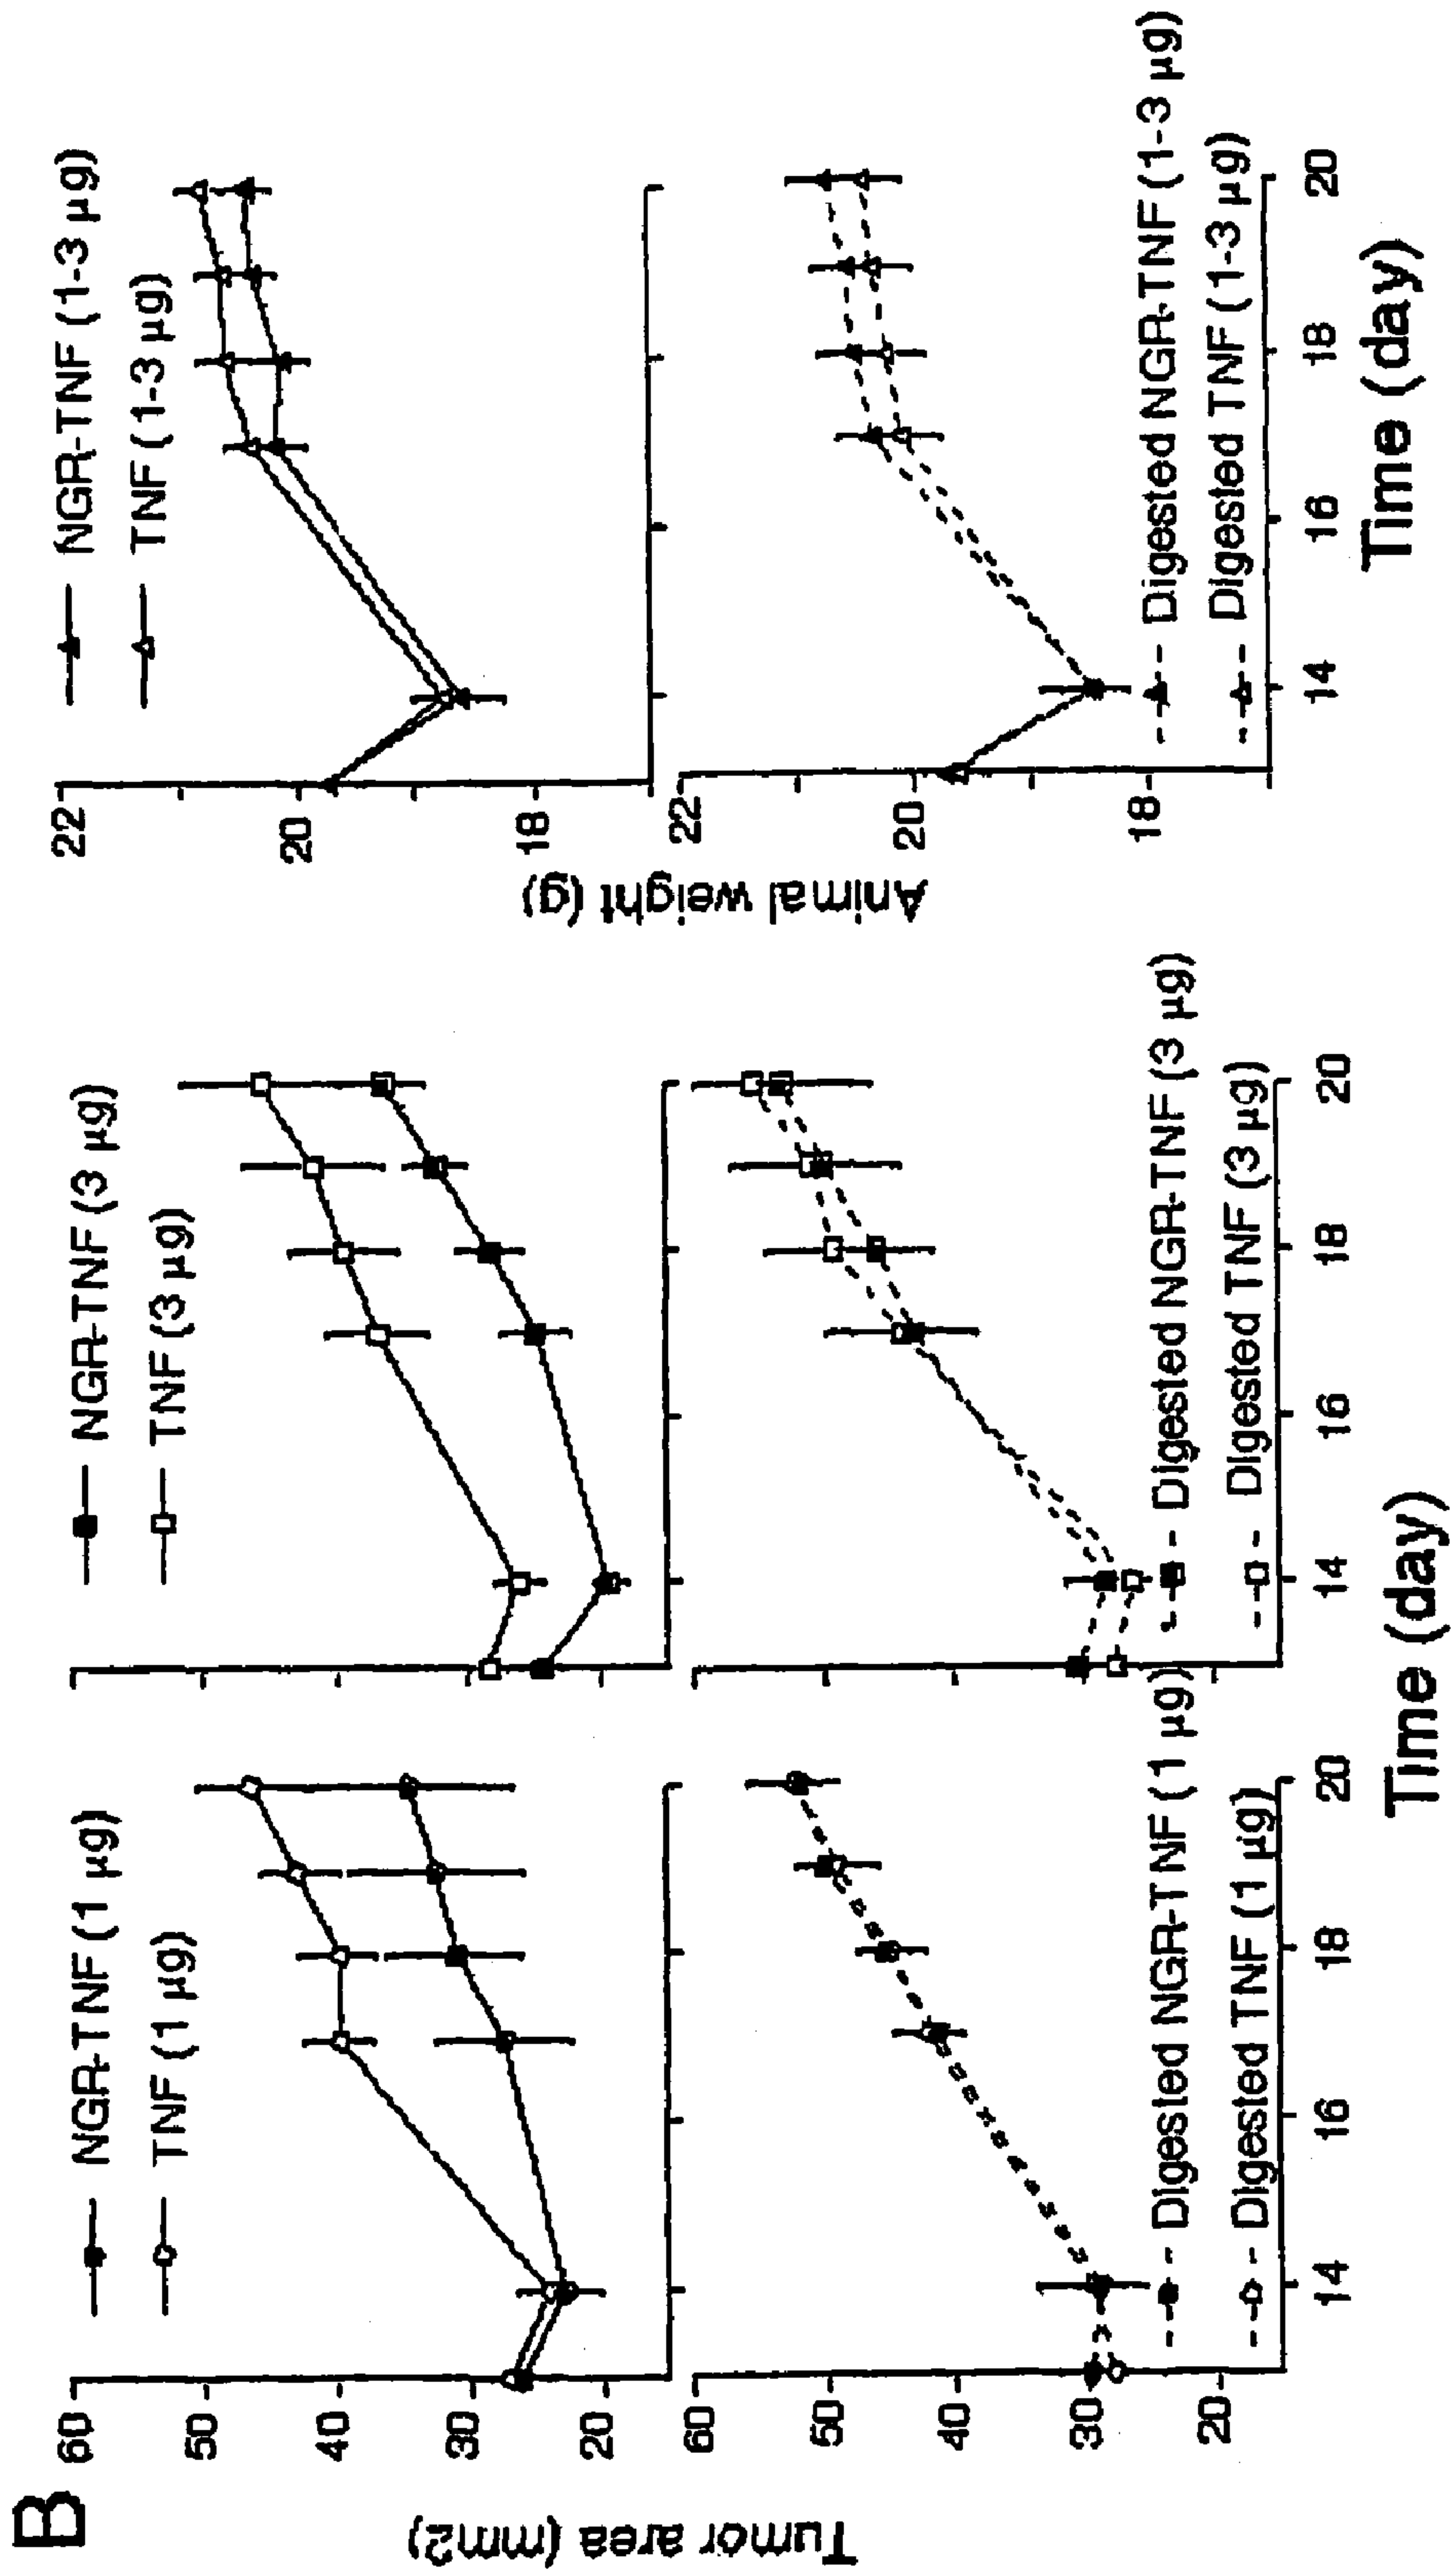 B
NGR-TNF (1 µg)
TNF (1 µg)
NGR-TNF (3 µg)
TNF (3 µg)
NGR-TNF (1-3 µg)
TNF (1-3 µg)
Tumor area (mm2)
60
50
40
30
20
Animal weight (g)
22
20
18
60
50
40
30
20
22
20
18
Digested NGR-TNF (1 µg)
Digested TNF (1 µg)
Digested NGR-TNF (3 µg)
Digested TNF (3 µg)
Digested NGR-TNF (1-3 µg)
Digested TNF (1-3 µg)
14 16 18 20
14 16 18 20
14 16 18 20
Time (day)
Time (day)